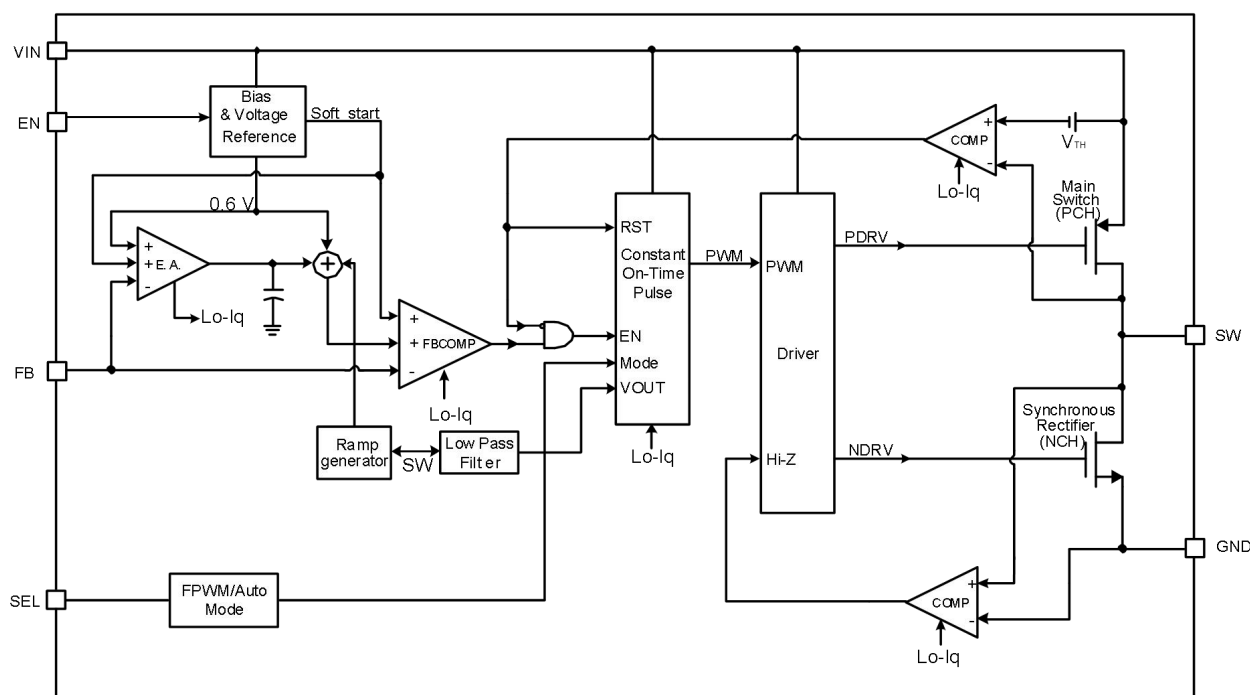 VIN
EN
Bias
& Voltage
Reference
Soft start
COMP
+
-
VTH
Lo-Iq
Main
Switch
(PCH)
0.6 V
+
+ E.A.
-
+
Lo-Iq
RST
Constant
On-Time
Pulse
PWM
PWM
PDRV
EN
Mode
VOUT
Driver
SW
FB
+
+ FBCOMP
-
Lo-Iq
Ramp
generator
SW
Low Pass
Filter
Lo-Iq
Hi-Z
NDRV
Synchronous
Rectifier
(NCH)
GND
SEL
FPWM/Auto
Mode
COMP
+
-
Lo-Iq